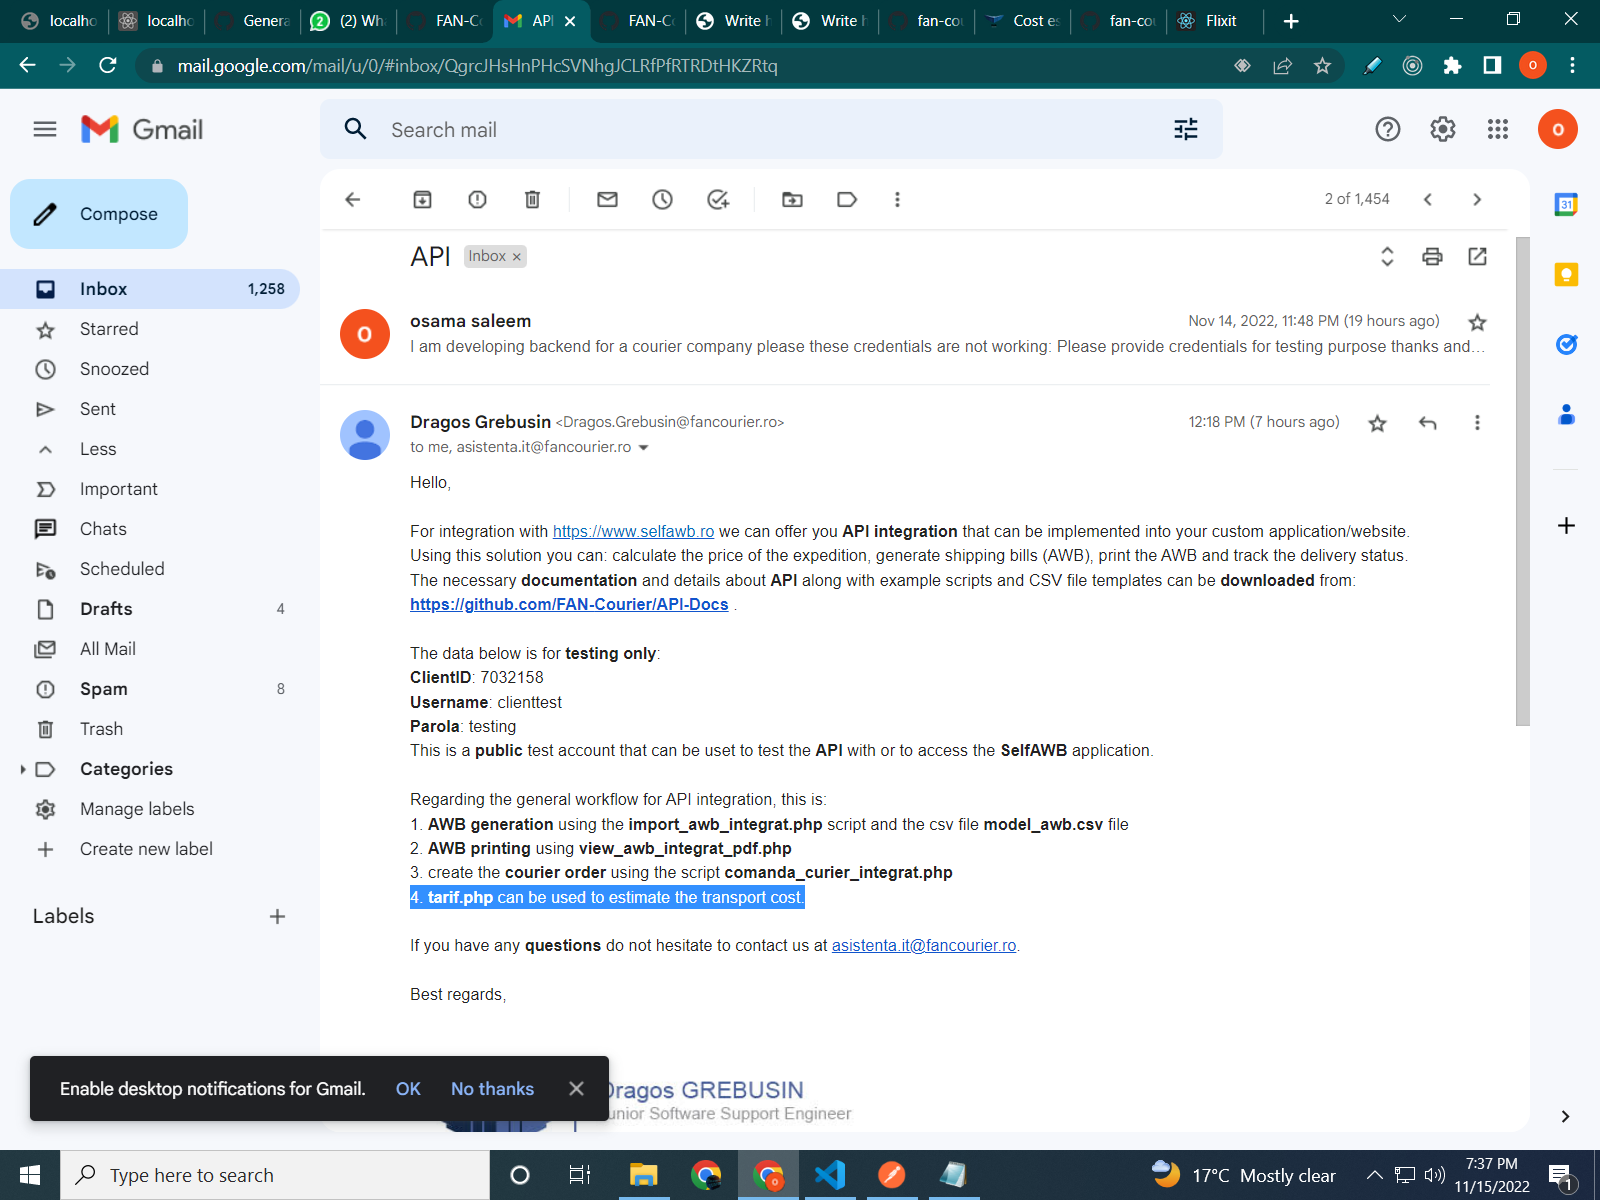 localho
localho
Genera
(2) Wh
FAN-Co
API
FAN-Co
Write h
Write h
fan-cou
Cost es
fan-cou
Flixit
mail.google.com/mail/u/0/#inbox/QgrcJHsHnPHcSVNhgJCLRfPfRTRDtHKZRtq
O
Gmail
Search mail
O
Compose
2 of 1,454
API
Inbox ×
Inbox 1,258
Starred
Snoozed
Sent
Less
Important
Chats
Scheduled
Drafts 4
All Mail
Spam 8
Trash
Categories
Manage labels
Create new label
Labels
31
O
osama saleem
Nov 14, 2022, 11:48 PM (19 hours ago)
I am developing backend for a courier company please these credentials are not working: Please provide credentials for testing purpose thanks and...
Dragos Grebusin <Dragos.Grebusin@fancourier.ro>
12:18 PM (7 hours ago)
to me, asistenta.it@fancourier.ro
Hello,
For integration with https://www.selfawb.ro we can offer you API integration that can be implemented into your custom application/website.
Using this solution you can: calculate the price of the expedition, generate shipping bills (AWB), print the AWB and track the delivery status.
The necessary documentation and details about API along with example scripts and CSV file templates can be downloaded from:
https://github.com/FAN-Courier/API-Docs .
The data below is for testing only:
ClientID: 7032158
Username: clienttest
Parola: testing
This is a public test account that can be uset to test the API with or to access the SelfAWB application.
Regarding the general workflow for API integration, this is:
1. AWB generation using the import_awb_integrat.php script and the csv file model_awb.csv file
2. AWB printing using view_awb_integrat_pdf.php
3. create the courier order using the script comanda_curier_integrat.php
4. tarif.php can be used to estimate the transport cost.
If you have any questions do not hesitate to contact us at asistenta.it@fancourier.ro.
Best regards,
Dragos GREBUSIN
unior Software Support Engineer
Enable desktop notifications for Gmail. OK No thanks
Type here to search
17°C Mostly clear
7:37 PM
11/15/2022
1